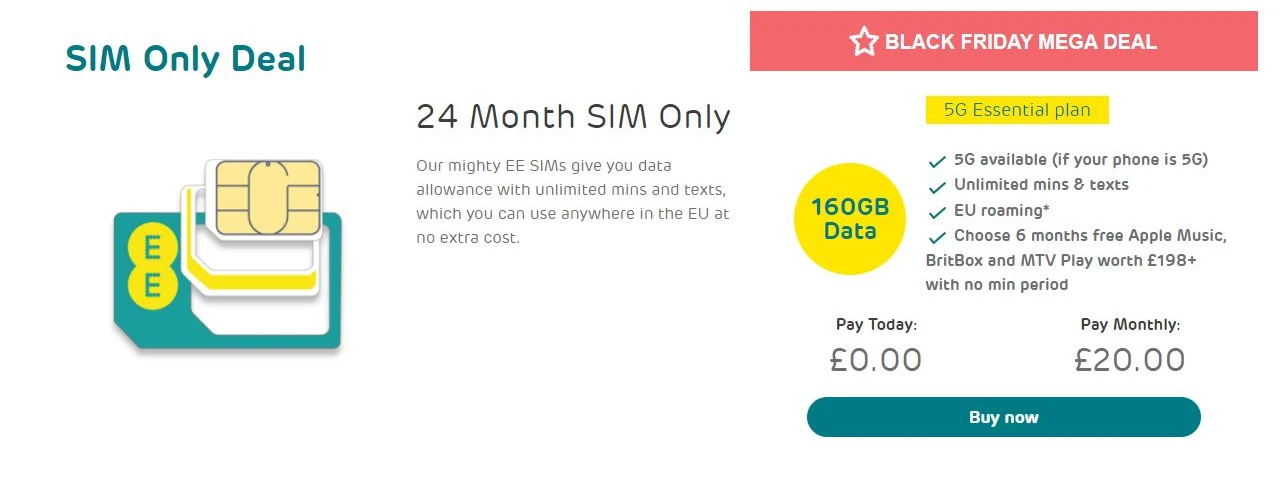 SIM Only Deal
E
E
24 Month SIM Only
Our mighty EE SIMs give you data
allowance with unlimited mins and texts,
which you can use anywhere in the EU at
no extra cost.
BLACK FRIDAY MEGA DEAL
5G Essential plan
160GB
Data
5G available (if your phone is 5G)
Unlimited mins & texts
EU roaming*
Choose 6 months free Apple Music,
BritBox and MTV Play worth £198+
with no min period
Pay Today:
£0.00
Pay Monthly:
£20.00
Buy now